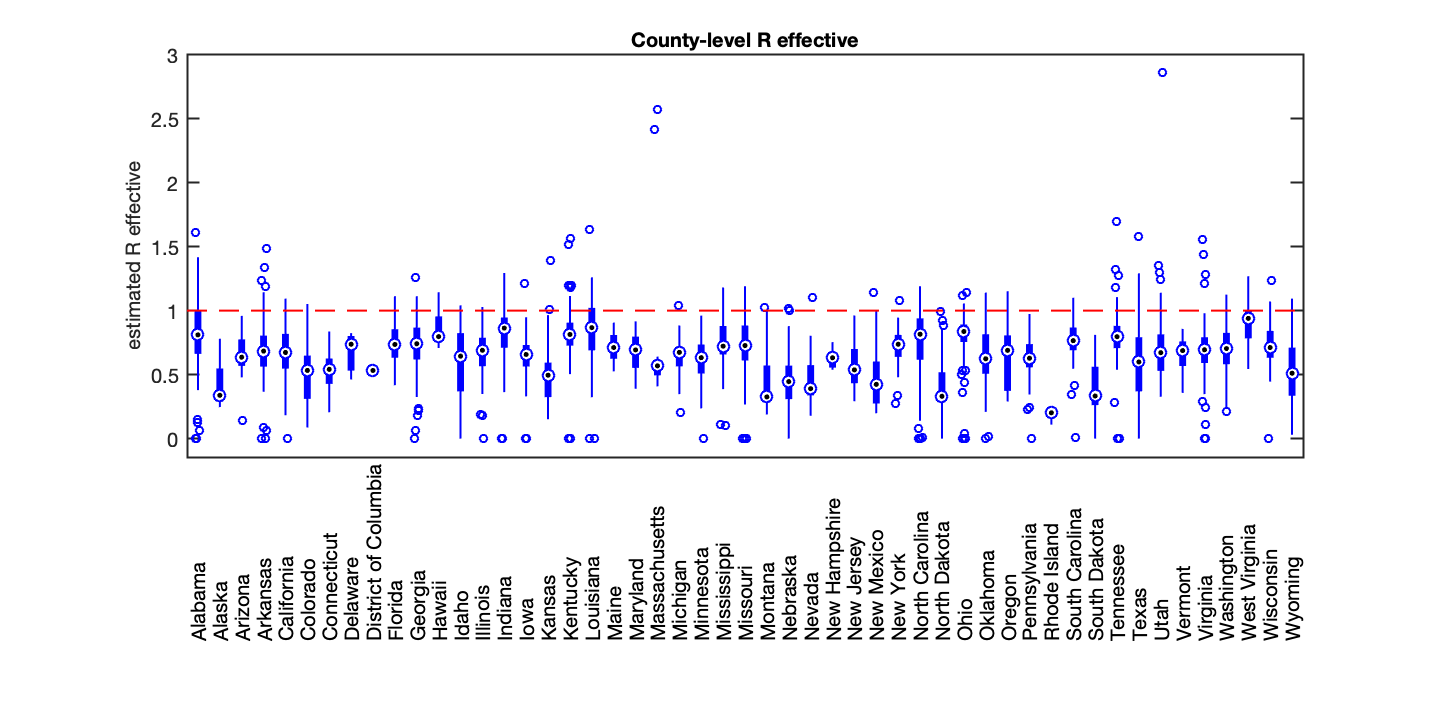 County-level R effective
estimated R effective
3
2.5
2
1.5
1
0.5
0
Alabama
Alaska
Arizona
Arkansas
California
Colorado
Connecticut
Delaware
District of Columbia
Florida
Georgia
Hawaii
Idaho
Illinois
Indiana
Iowa
Kansas
Kentucky
Louisiana
Maine
Maryland
Massachusetts
Michigan
Minnesota
Mississippi
Missouri
Montana
Nebraska
Nevada
New Hampshire
New Jersey
New Mexico
New York
North Carolina
North Dakota
Ohio
Oklahoma
Oregon
Pennsylvania
Rhode Island
South Carolina
South Dakota
Tennessee
Texas
Utah
Vermont
Virginia
Washington
West Virginia
Wisconsin
Wyoming